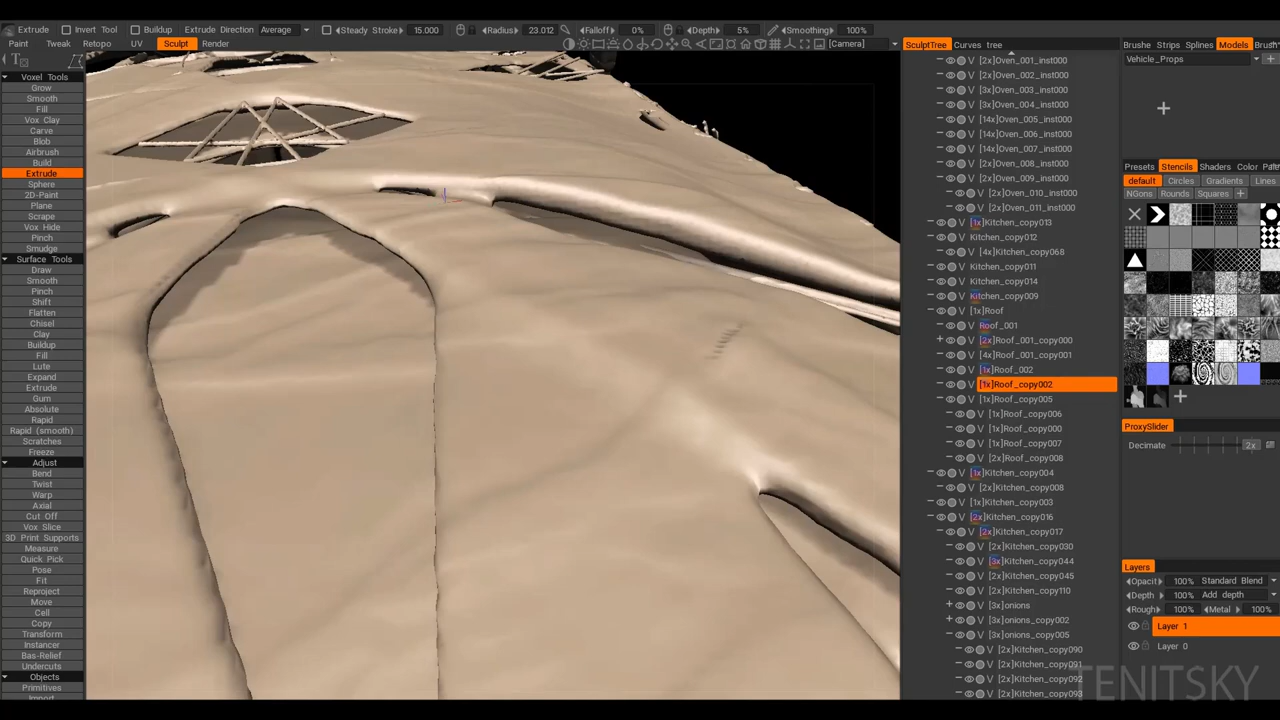 Extrude Invert Tool Buildup Extrude Direction Average Steady Stroke 15.000 Radius 23.012 Falloff 0% Depth 5% Smoothing 100%
Paint Tweak Retopo UV Sculpt Render [Camera]
Voxel Tools
Grow
Smooth
Fill
Vox Clay
Carve
Blob
Airbrush
Build
Extrude
Sphere
2D-Paint
Plane
Scrape
Vox Hide
Pinch
Smudge
Surface Tools
Draw
Smooth
Pinch
Shift
Flatten
Chisel
Clay
Buildup
Fill
Lute
Expand
Extrude
Gum
Absolute
Rapid
Rapid (smooth)
Scratches
Freeze
Adjust
Bend
Twist
Warp
Axial
Cut Off
Vox Slice
3D Print Supports
Measure
Quick Pick
Pose
Fit
Reproject
Move
Cell
Copy
Transform
Instancer
Bas-Relief
Undercuts
Objects
Primitives
Import
SculptTree Curves tree
V [2x]Oven_001_inst000
V [2x]Oven_002_inst000
V [3x]Oven_003_inst000
V [3x]Oven_004_inst000
V [14x]Oven_005_inst000
V [14x]Oven_006_inst000
V [14x]Oven_007_inst000
V [2x]Oven_008_inst000
V [2x]Oven_009_inst000
V [2x]Oven_010_inst000
V [2x]Oven_011_inst000
V [1x]Kitchen_copy013
V Kitchen_copy012
V [4x]Kitchen_copy068
V Kitchen_copy011
V Kitchen_copy014
V Kitchen_copy009
V [1x]Roof
V Roof_001
V [2x]Roof_001_copy000
V [4x]Roof_001_copy001
V [1x]Roof_002
V [1x]Roof_copy002
V [1x]Roof_copy005
V [1x]Roof_copy006
V [1x]Roof_copy000
V [1x]Roof_copy007
V [2x]Roof_copy008
V [1x]Kitchen_copy004
V [2x]Kitchen_copy008
V [1x]Kitchen_copy003
V [2x]Kitchen_copy016
V [2x]Kitchen_copy017
V [2x]Kitchen_copy030
V [3x]Kitchen_copy044
V [2x]Kitchen_copy045
V [2x]Kitchen_copy110
V [3x]onions
V [3x]onions_copy002
V [3x]onions_copy005
V [2x]Kitchen_copy090
V [2x]Kitchen_copy091
V [2x]Kitchen_copy092
V [2x]Kitchen_copy093
Brushe Strips Splines Models Brush
Vehicle_Props
Presets Stencils Shaders Color Palet
default Circles Gradients Lines
NGons Rounds Squares
ProxySlider
Decimate 2x
Layers
Opacit 100% Standard Blend
Depth 100% Add depth
Rough 100% Metal 100%
Layer 1
Layer 0
TENITSKY